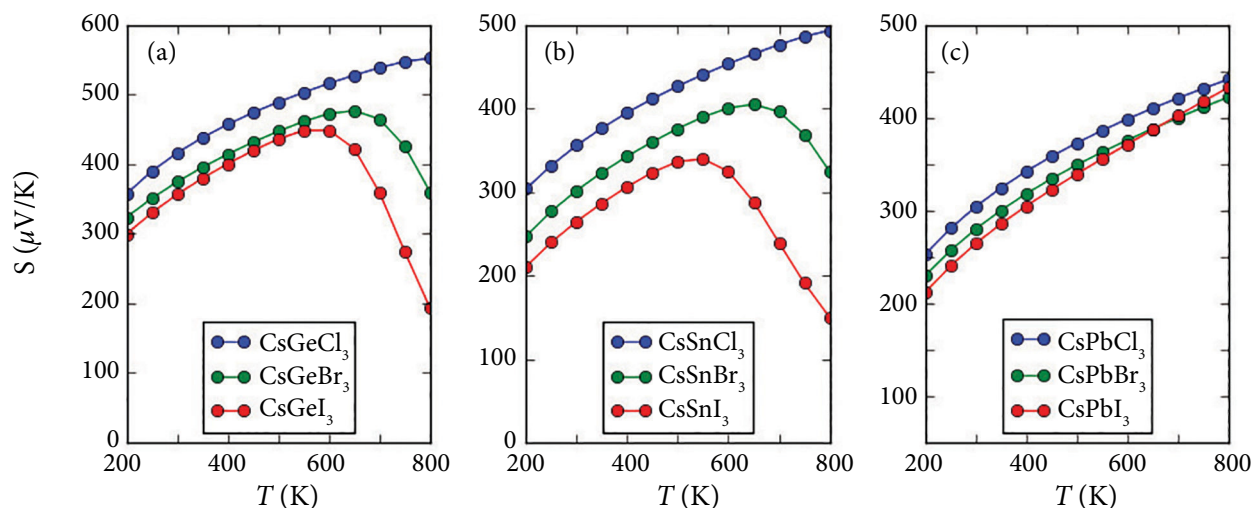 S (μV/K)
600
500
400
300
200
100
0
(a)
CsGeCl₃
CsGeBr₃
CsGeI₃
200
400
600
800
T (K)
500
400
300
200
100
0
(b)
CsSnCl₃
CsSnBr₃
CsSnI₃
200
400
600
800
T (K)
500
400
300
200
100
(c)
CsPbCl₃
CsPbBr₃
CsPbI₃
200
400
600
800
T (K)